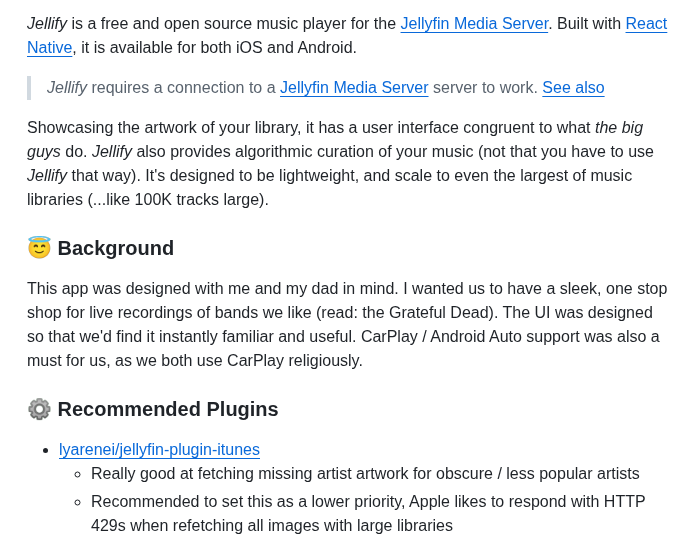 Jellify is a free and open source music player for the Jellyfin Media Server. Built with React
Native, it is available for both iOS and Android.
Jellify requires a connection to a Jellyfin Media Server server to work. See also
Showcasing the artwork of your library, it has a user interface congruent to what the big
guys do. Jellify also provides algorithmic curation of your music (not that you have to use
Jellify that way). It's designed to be lightweight, and scale to even the largest of music
libraries (...like 100K tracks large).
😇 Background
This app was designed with me and my dad in mind. I wanted us to have a sleek, one stop
shop for live recordings of bands we like (read: the Grateful Dead). The UI was designed
so that we'd find it instantly familiar and useful. CarPlay / Android Auto support was also a
must for us, as we both use CarPlay religiously.
⚙️ Recommended Plugins
• lyarenei/jellyfin-plugin-itunes
◦ Really good at fetching missing artist artwork for obscure / less popular artists
◦ Recommended to set this as a lower priority, Apple likes to respond with HTTP
429s when refetching all images with large libraries